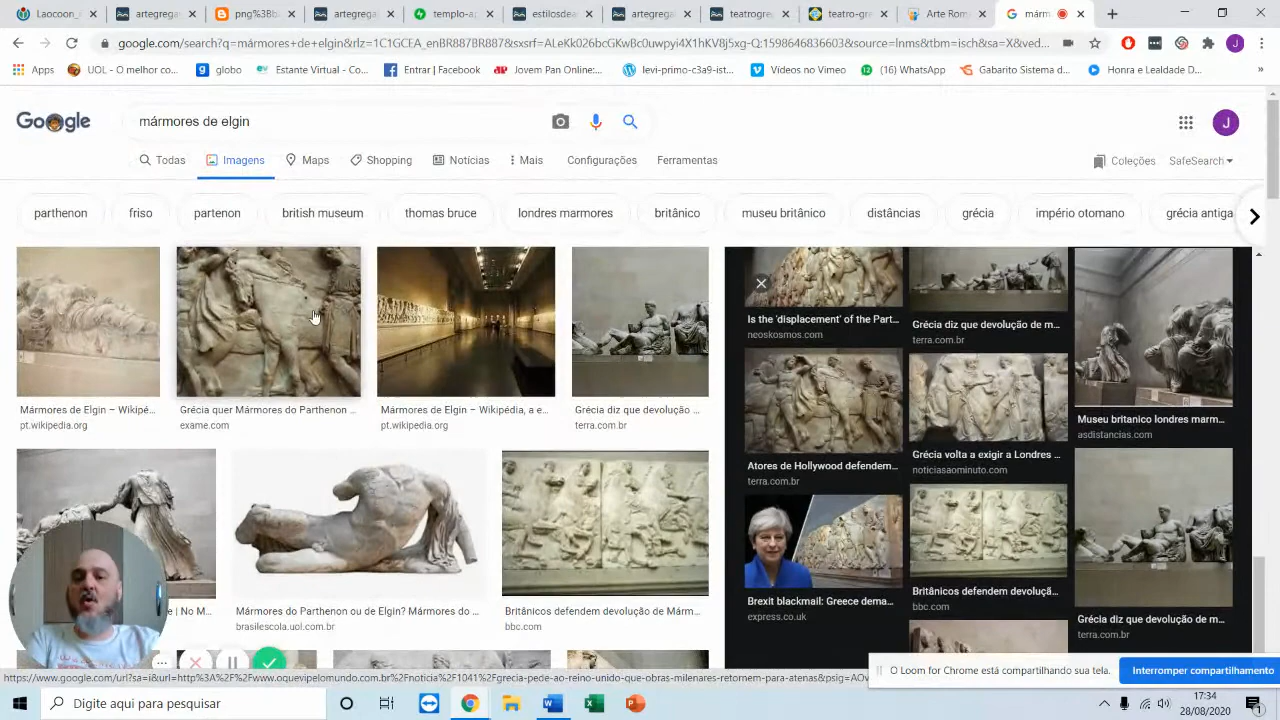 Laocoon_
artegrega
png%3b
artegrega
templo-ap
estilosdea
artegrega
teatrogre
teatro-gre
Arte Rom
márm
google.com/search?q=mármores+de+elgin&rlz=1C1GCEA_enBR87BR887&sxsrf=ALeKk026bcGKwBc0uwpyi4X1hKV8j5xg-Q:1598646836603&source=lnms&tbm=isch&sa=X&ved...
J
Apps
UOL - O melhor co...
globo
Estante Virtual - Co...
Entrar | Facebook
Jovem Pan Online:...
levi-primo-c3a9-ist...
Vídeos no Vimeo
(16) WhatsApp
Gabarito Sistema d...
Honra e Lealdade D...
Google
mármores de elgin
J
Todas
Imagens
Maps
Shopping
Notícias
Mais
Configurações
Ferramentas
Coleções
SafeSearch
parthenon
friso
partenon
british museum
thomas bruce
londres marmores
britânico
museu britânico
distâncias
grécia
império otomano
grécia antiga
Mármores de Elgin – Wikipé...
pt.wikipedia.org
Grécia quer Mármores do Parthenon ...
exame.com
Mármores de Elgin – Wikipédia, a e...
pt.wikipedia.org
Grécia diz que devolução ...
terra.com.br
e | No M...
Mármores do Parthenon ou de Elgin? Mármores do ...
brasilescola.uol.com.br
Britânicos defendem devolução de Márm...
bbc.com
Is the 'displacement' of the Part...
neoskosmos.com
Grécia diz que devolução de m...
terra.com.br
Museu britanico londres marm...
asdistancias.com
Atores de Hollywood defendem...
terra.com.br
Grécia volta a exigir a Londres ...
noticiasaominuto.com
Brexit blackmail: Greece dema...
express.co.uk
Britânicos defendem devoluçã...
bbc.com
Grécia diz que devolução de m...
terra.com.br
O Loom for Chrome está compartilhando sua tela.
Interromper compartilhamento
Digite aqui para pesquisar
17:34
28/08/2020